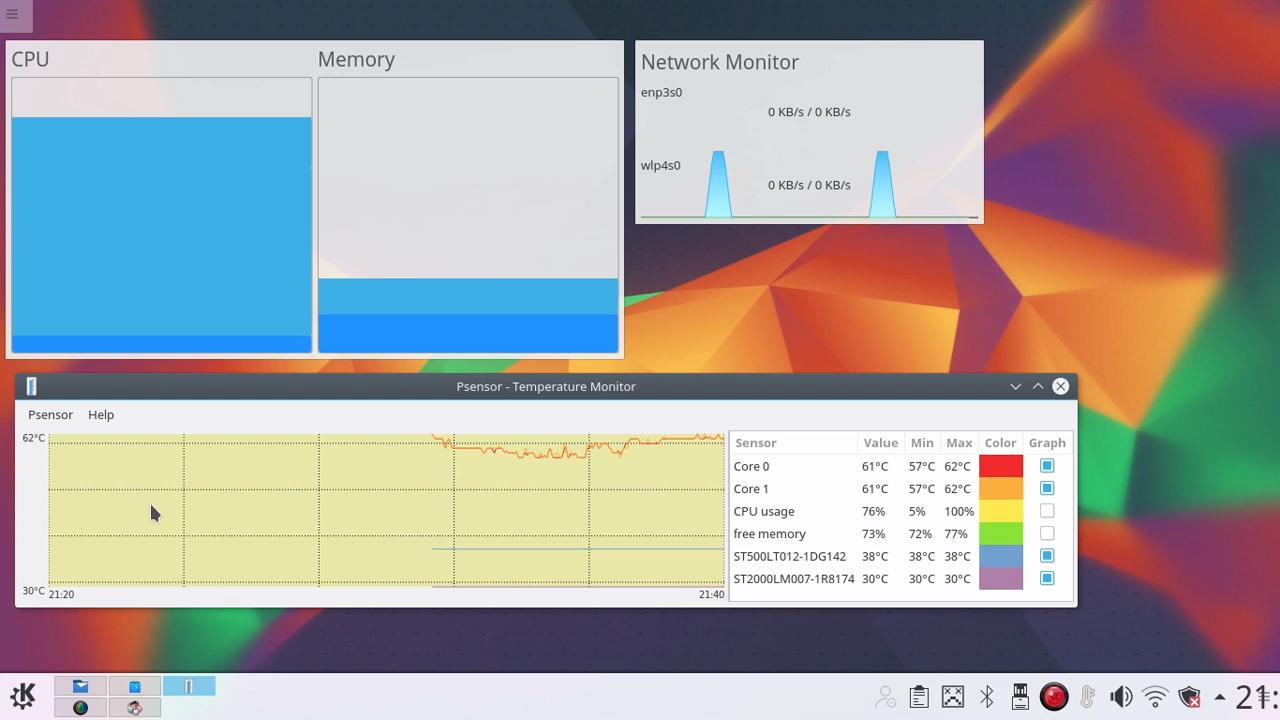 CPU
Memory
Network Monitor
enp3s0
0 KB/s / 0 KB/s
wlp4s0
0 KB/s / 0 KB/s
Psensor - Temperature Monitor
Psensor Help
62°C
30°C
21:20
21:40
Sensor Value Min Max Color Graph
Core 0 61°C 57°C 62°C
Core 1 61°C 57°C 62°C
CPU usage 76% 5% 100%
free memory 73% 72% 77%
ST500LT012-1DG142 38°C 38°C 38°C
ST2000LM007-1R8174 30°C 30°C 30°C
21: